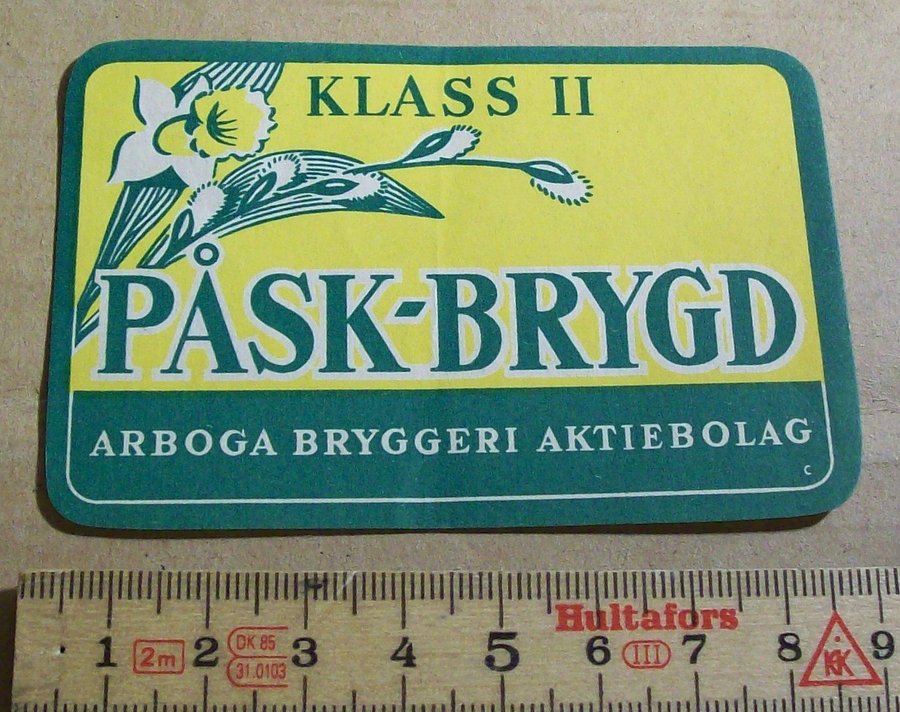 KLASS II
PÅSK-BRYGD
ARBOGA BRYGGERI AKTIEBOLAG
C
Hultafors
1 2m 2 DK 85 3 4 5 6 III 7 8 KK 9
31.0103